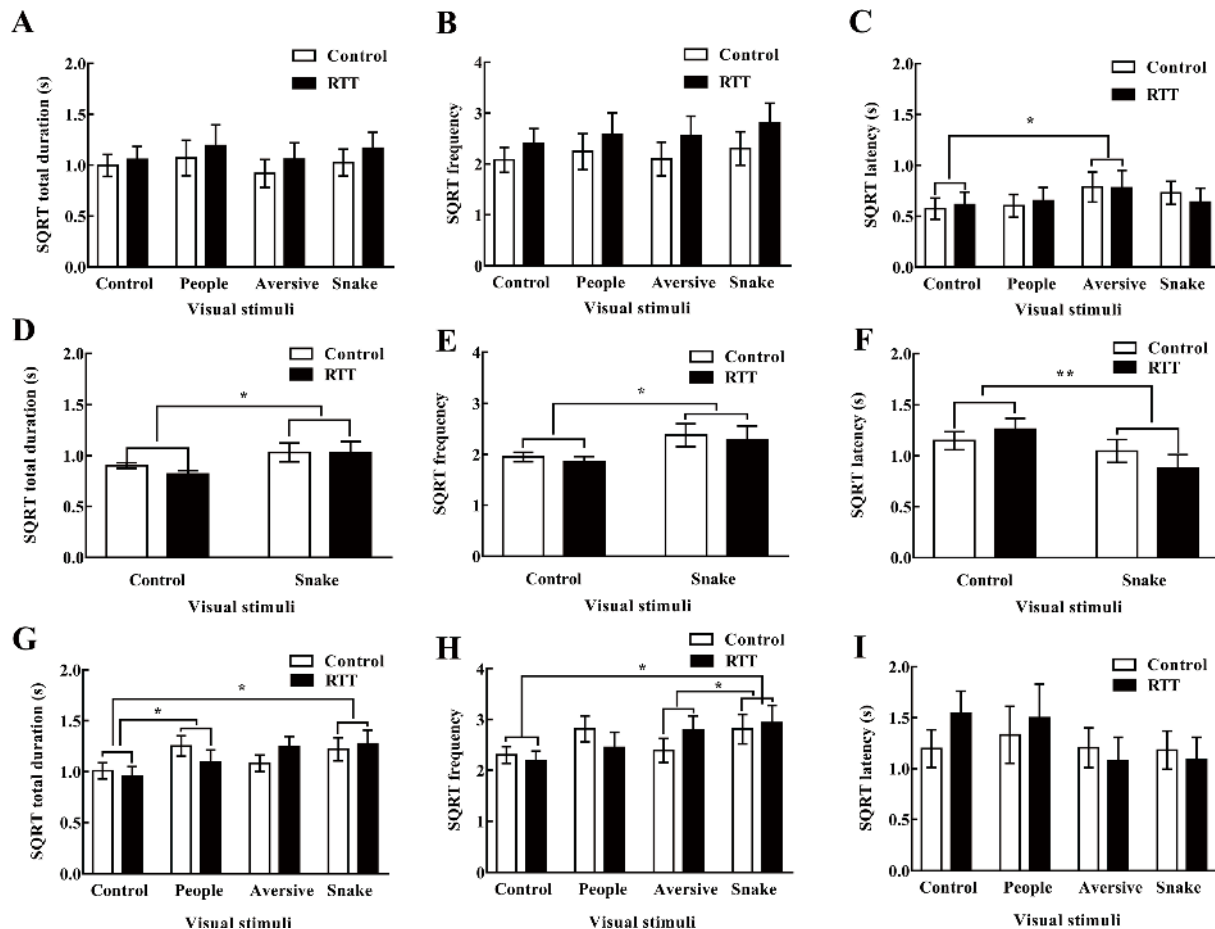 A
Control
RTT
SQRT total duration (s)
2.0
1.5
1.0
0.5
0.0
Control People Aversive Snake
Visual stimuli
B
Control
RTT
SQRT frequency
4
3
2
1
0
Control People Aversive Snake
Visual stimuli
C
Control
RTT
SQRT latency (s)
2.0
1.5
1.0
0.5
0.0
*
Control People Aversive Snake
Visual stimuli
D
Control
RTT
SQRT total duration (s)
2.0
1.5
1.0
0.5
0.0
*
Control Snake
Visual stimuli
E
Control
RTT
SQRT frequency
4
3
2
1
0
*
Control Snake
Visual stimuli
F
Control
RTT
SQRT latency (s)
2.0
1.5
1.0
0.5
0.0
**
Control Snake
Visual stimuli
G
Control
RTT
SQRT total duration (s)
2.0
1.5
1.0
0.5
0.0
*
*
Control People Aversive Snake
Visual stimuli
H
Control
RTT
SQRT frequency
4
3
2
1
0
*
*
Control People Aversive Snake
Visual stimuli
I
Control
RTT
SQRT latency (s)
2.0
1.5
1.0
0.5
0.0
Control People Aversive Snake
Visual stimuli